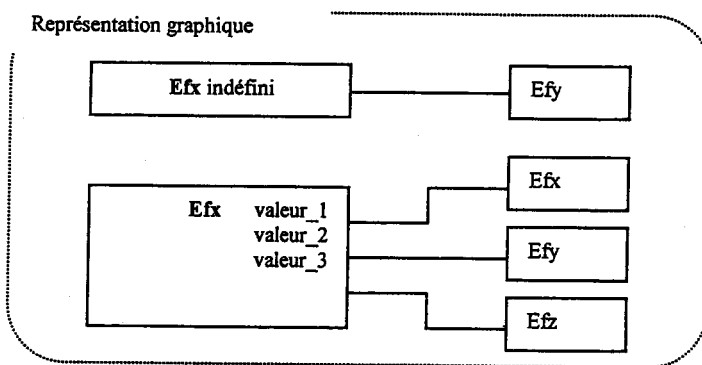 Représentation graphique
Efx indéfini
Efy
Efx
Efx valeur_1
valeur_2
Efy
valeur_3
Efz